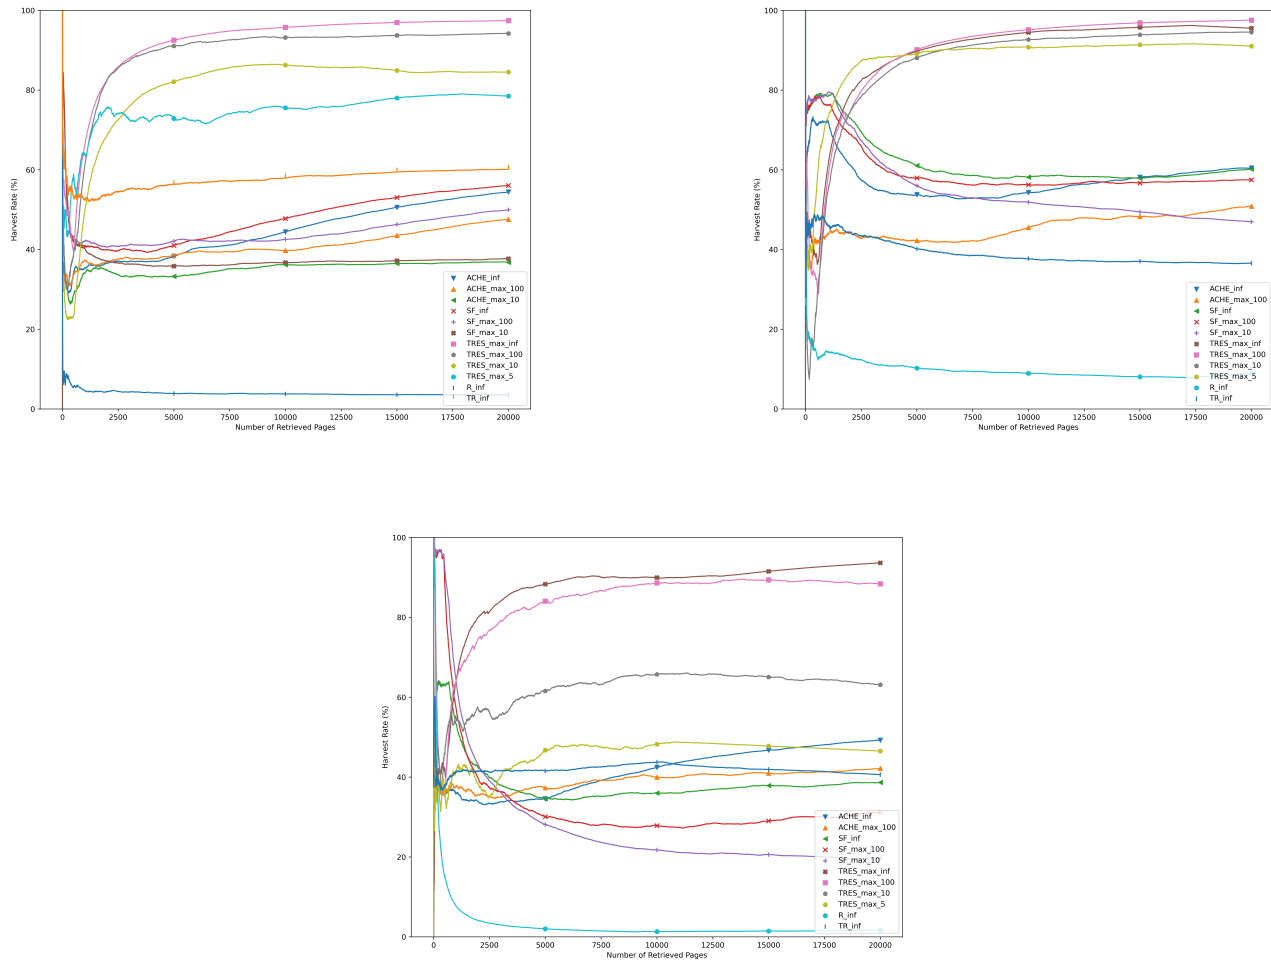 100
80
60
40
20
0
Harvest Rate (%)
0 2500 5000 7500 10000 12500 15000 17500 20000
Number of Retrieved Pages
ACHE_inf
ACHE_max_100
ACHE_max_10
SF_inf
SF_max_100
SF_max_10
TRES_max_inf
TRES_max_100
TRES_max_10
TRES_max_5
R_inf
TR_inf
100
80
60
40
20
0
Harvest Rate (%)
0 2500 5000 7500 10000 12500 15000 17500 20000
Number of Retrieved Pages
ACHE_inf
ACHE_max_100
SF_inf
SF_max_100
SF_max_10
TRES_max_inf
TRES_max_100
TRES_max_10
TRES_max_5
R_inf
TR_inf
100
80
60
40
20
0
Harvest Rate (%)
0 2500 5000 7500 10000 12500 15000 17500 20000
Number of Retrieved Pages
ACHE_inf
ACHE_max_100
SF_inf
SF_max_100
SF_max_10
TRES_max_inf
TRES_max_100
TRES_max_10
TRES_max_5
R_inf
TR_inf